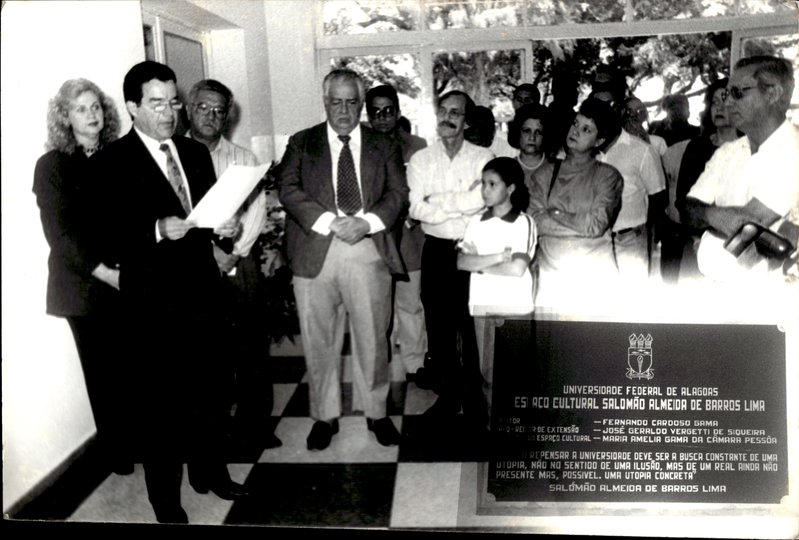 UNIVERSIDADE FEDERAL DE ALAGOAS
ESPAÇO CULTURAL SALOMÃO ALMEIDA DE BARROS LIMA
- FERNANDO CARDOSO GAMA
DE EXTENSÃO - JOSÉ GERALDO VERGETTI DE SIQUEIRA
ESPAÇO CULTURAL - MARIA AMELIA GAMA DA CÂMARA PESSÔA
REPENSAR A UNIVERSIDADE DEVE SER A BUSCA CONSTANTE DE UMA
UTOPIA, NÃO NO SENTIDO DE UMA ILUSÃO, MAS DE UM REAL AINDA NÃO
PRESENTE MAS, POSSIVEL. UMA UTOPIA CONCRETA"
SALOMÃO ALMEIDA DE BARROS LIMA